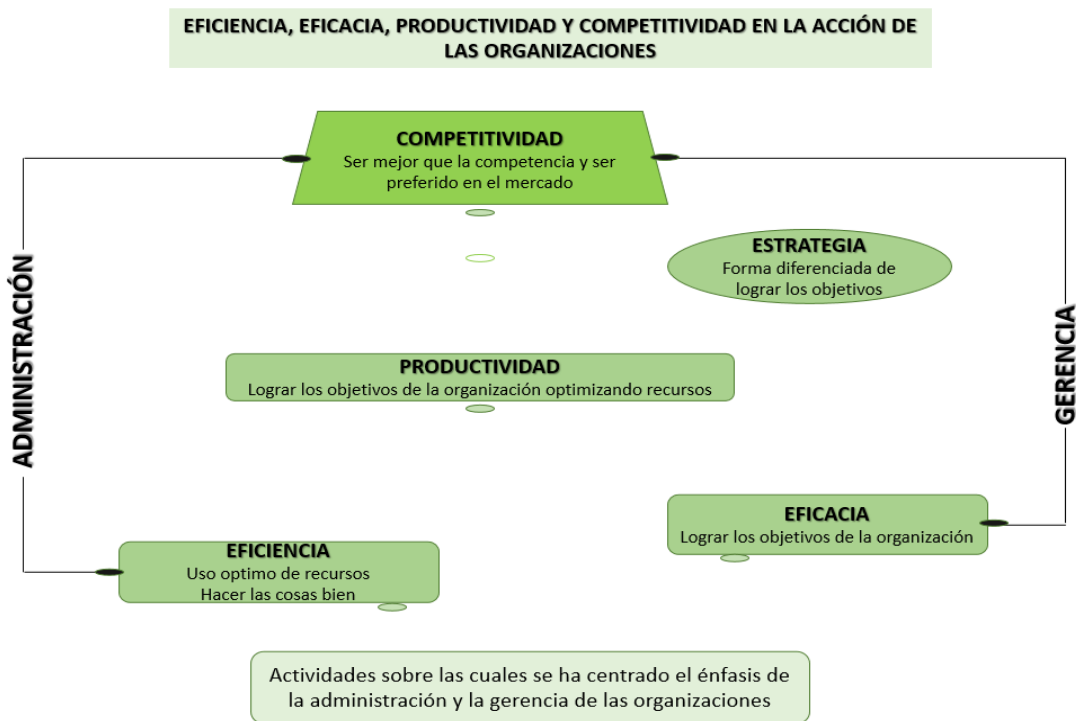 EFICIENCIA, EFICACIA, PRODUCTIVIDAD Y COMPETITIVIDAD EN LA ACCIÓN DE
LAS ORGANIZACIONES
COMPETITIVIDAD
Ser mejor que la competencia y ser
preferido en el mercado
ESTRATEGIA
Forma diferenciada de
lograr los objetivos
ADMINISTRACIÓN
GERENCIA
PRODUCTIVIDAD
Lograr los objetivos de la organización optimizando recursos
EFICACIA
Lograr los objetivos de la organización
EFICIENCIA
Uso optimo de recursos
Hacer las cosas bien
Actividades sobre las cuales se ha centrado el énfasis de
la administración y la gerencia de las organizaciones